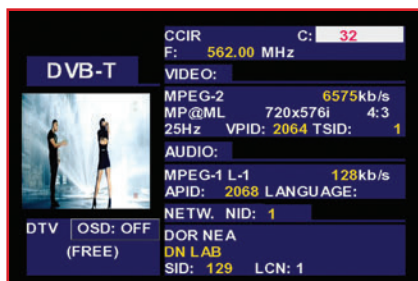 CCIR C: 32
F: 562.00 MHz
DVB-T
VIDEO:
MPEG-2 6575kb/s
MP@ML 720x576i 4:3
25Hz VPID: 2064 TSID: 1
AUDIO:
MPEG-1 L-1 128kb/s
APID: 2068 LANGUAGE:
NETW. NID: 1
DTV OSD: OFF
(FREE)
DOR NEA
DN LAB
SID: 129 LCN: 1